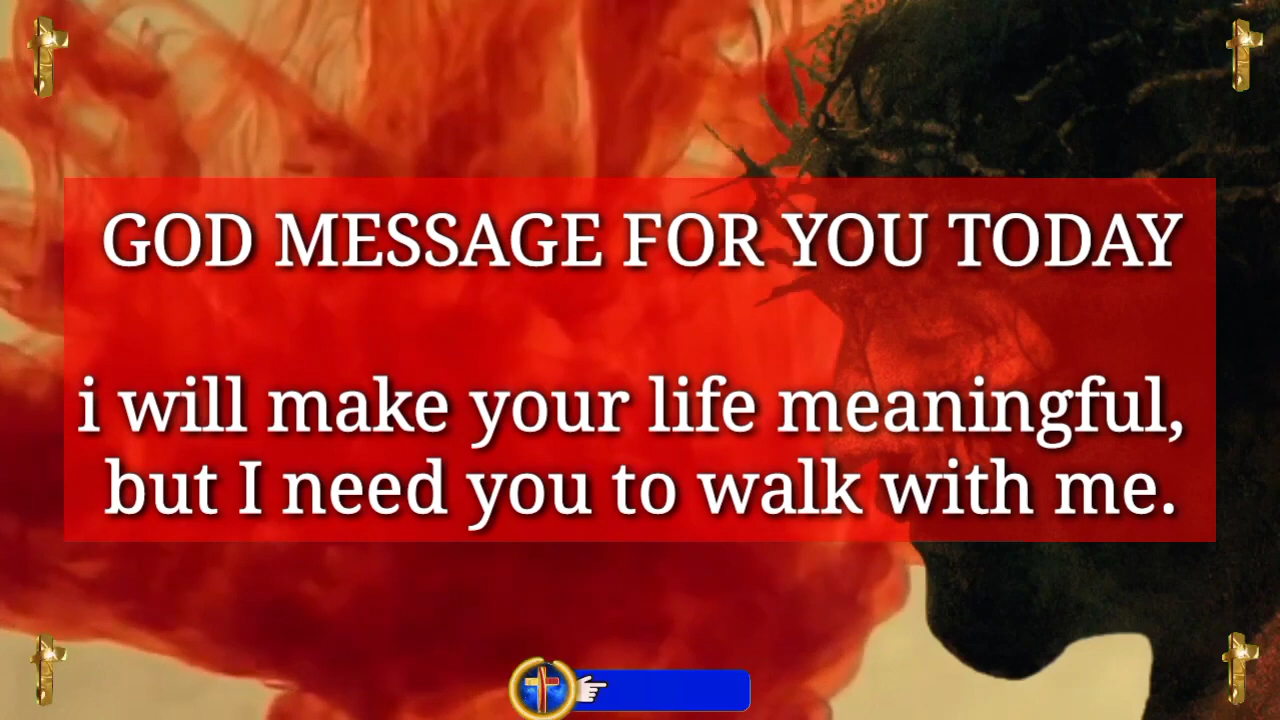 GOD MESSAGE FOR YOU TODAY
i will make your life meaningful,
but I need you to walk with me.